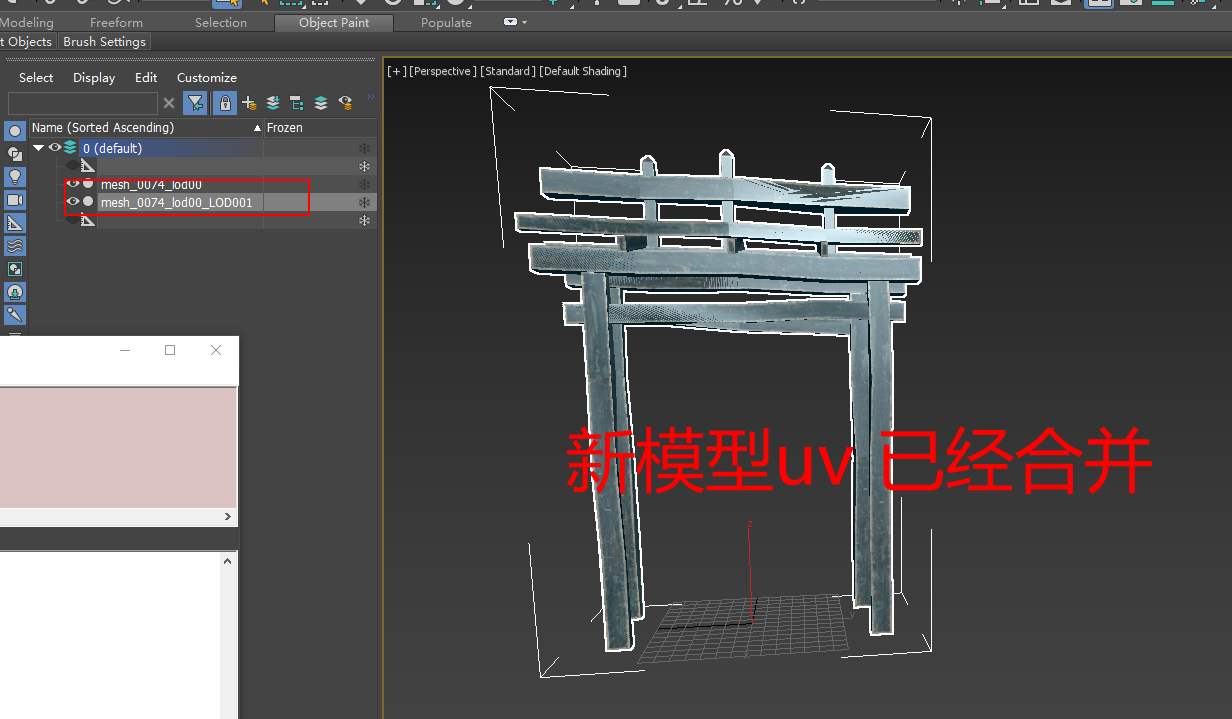 Modeling
Freeform
Selection
Object Paint
Populate
t Objects
Brush Settings
Select
Display
Edit
Customize
[+] [Perspective ] [Standard ] [Default Shading ]
Name (Sorted Ascending)
Frozen
0 (default)
mesh_0074_lod00
mesh_0074_lod00_LOD001
新模型uv 已经合并
z
y